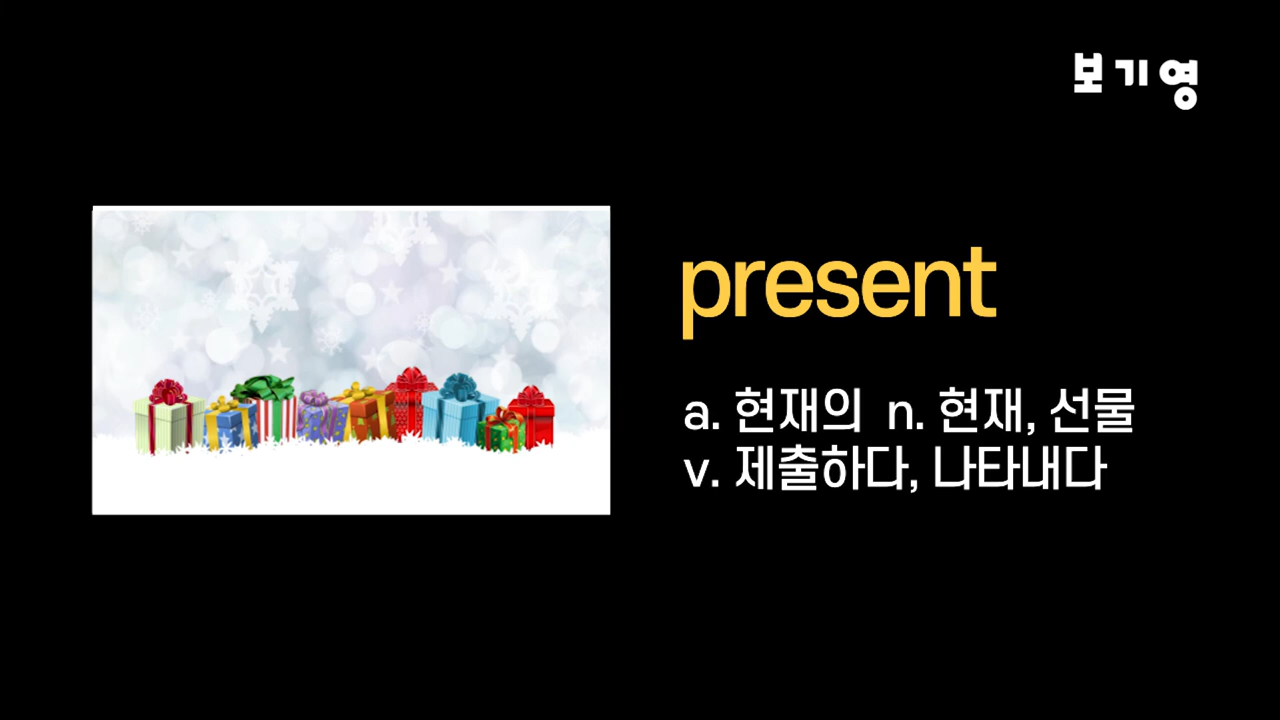 보기영
present
a. 현재의 n. 현재, 선물
v. 제출하다, 나타내다